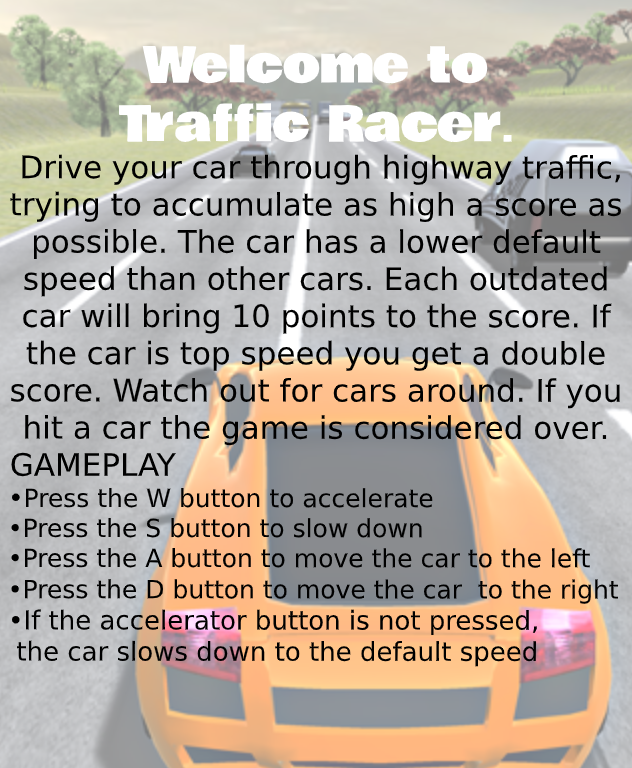 Welcome to
Traffic Racer.
Drive your car through highway traffic,
trying to accumulate as high a score as
possible. The car has a lower default
speed than other cars. Each outdated
car will bring 10 points to the score. If
the car is top speed you get a double
score. Watch out for cars around. If you
hit a car the game is considered over.
GAMEPLAY
•Press the W button to accelerate
•Press the S button to slow down
•Press the A button to move the car to the left
•Press the D button to move the car  to the right
•If the accelerator button is not pressed,
the car slows down to the default speed